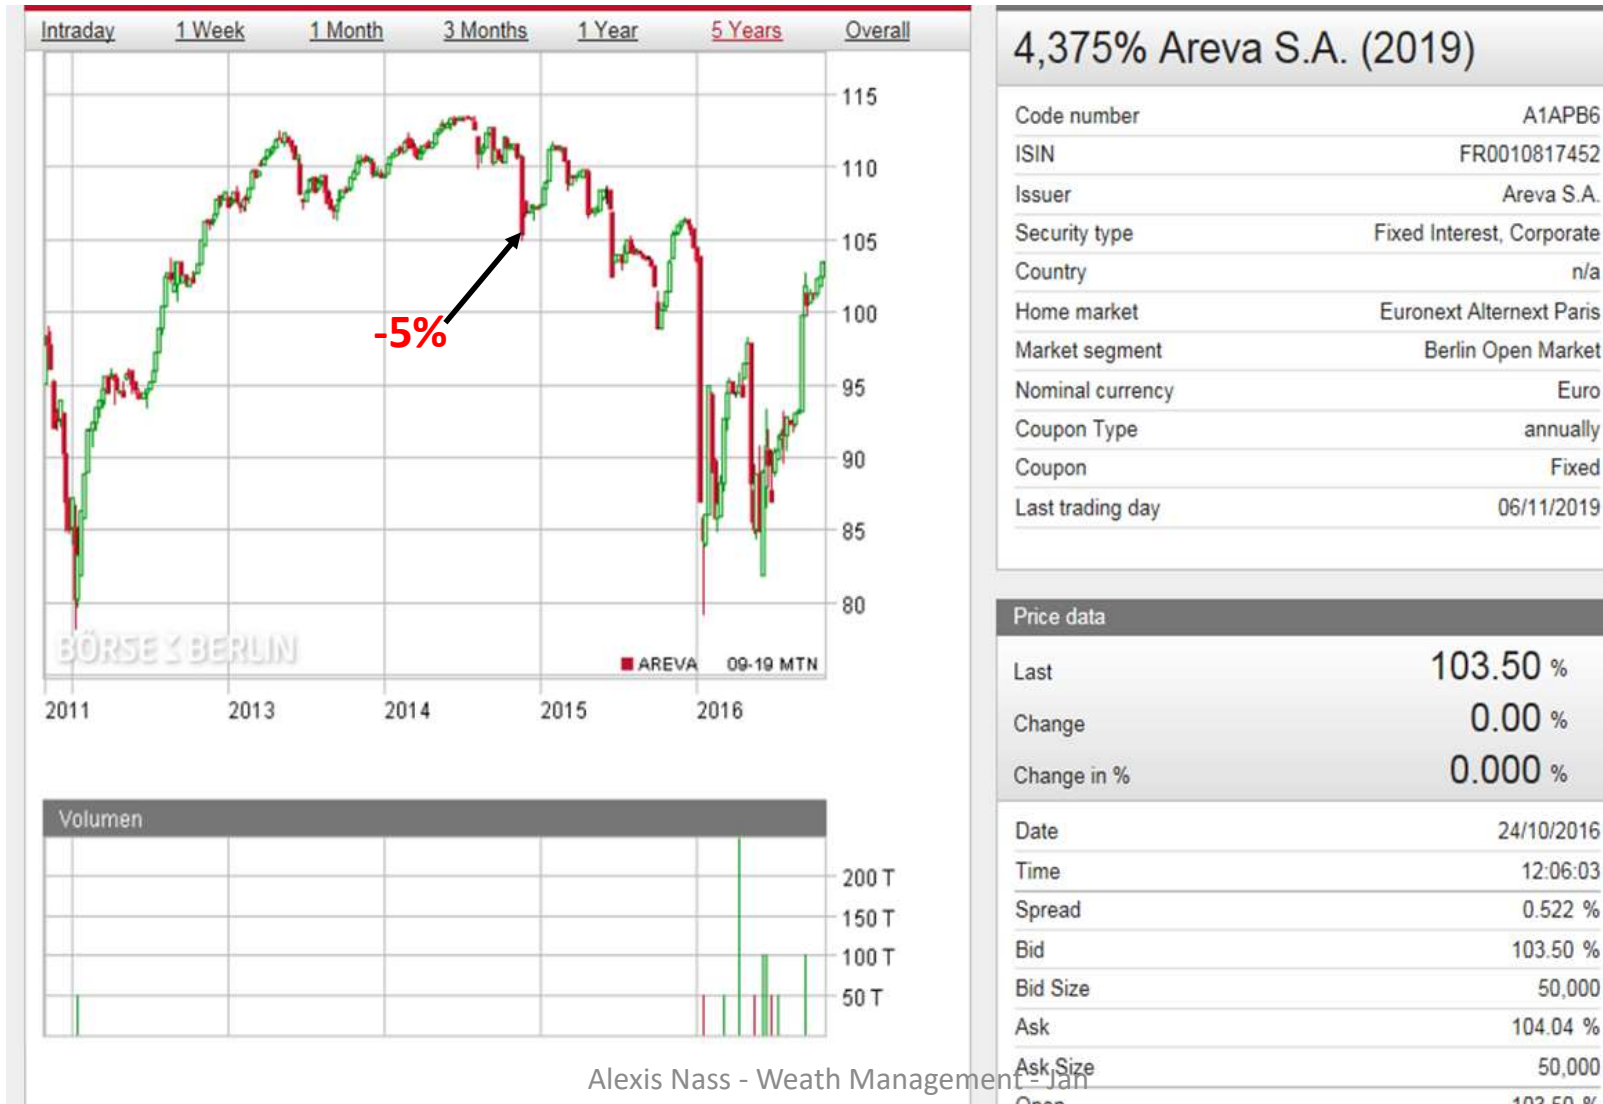 Intraday 1 Week 1 Month 3 Months 1 Year 5 Years Overall
115
110
105
100
95
90
85
80
-5%
BÖRSE BERLIN
AREVA 09-19 MTN
2011 2013 2014 2015 2016
Volumen
200 T
150 T
100 T
50 T
4,375% Areva S.A. (2019)
Code number A1APB6
ISIN FR0010817452
Issuer Areva S.A.
Security type Fixed Interest, Corporate
Country n/a
Home market Euronext Alternext Paris
Market segment Berlin Open Market
Nominal currency Euro
Coupon Type annually
Coupon Fixed
Last trading day 06/11/2019
Price data
Last 103.50 %
Change 0.00 %
Change in % 0.000 %
Date 24/10/2016
Time 12:06:03
Spread 0.522 %
Bid 103.50 %
Bid Size 50,000
Ask 104.04 %
Ask Size 50,000
Open 103.50 %
Alexis Nass - Weath Management - Jan